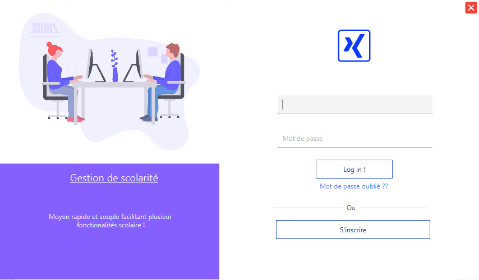 Gestion de scolarité
Moyen rapide et souple facilitant plusieur
fonctionalités scolaire !
Mot de passe
Log in !
Mot de passe oublié ??
Ou
S'inscrire